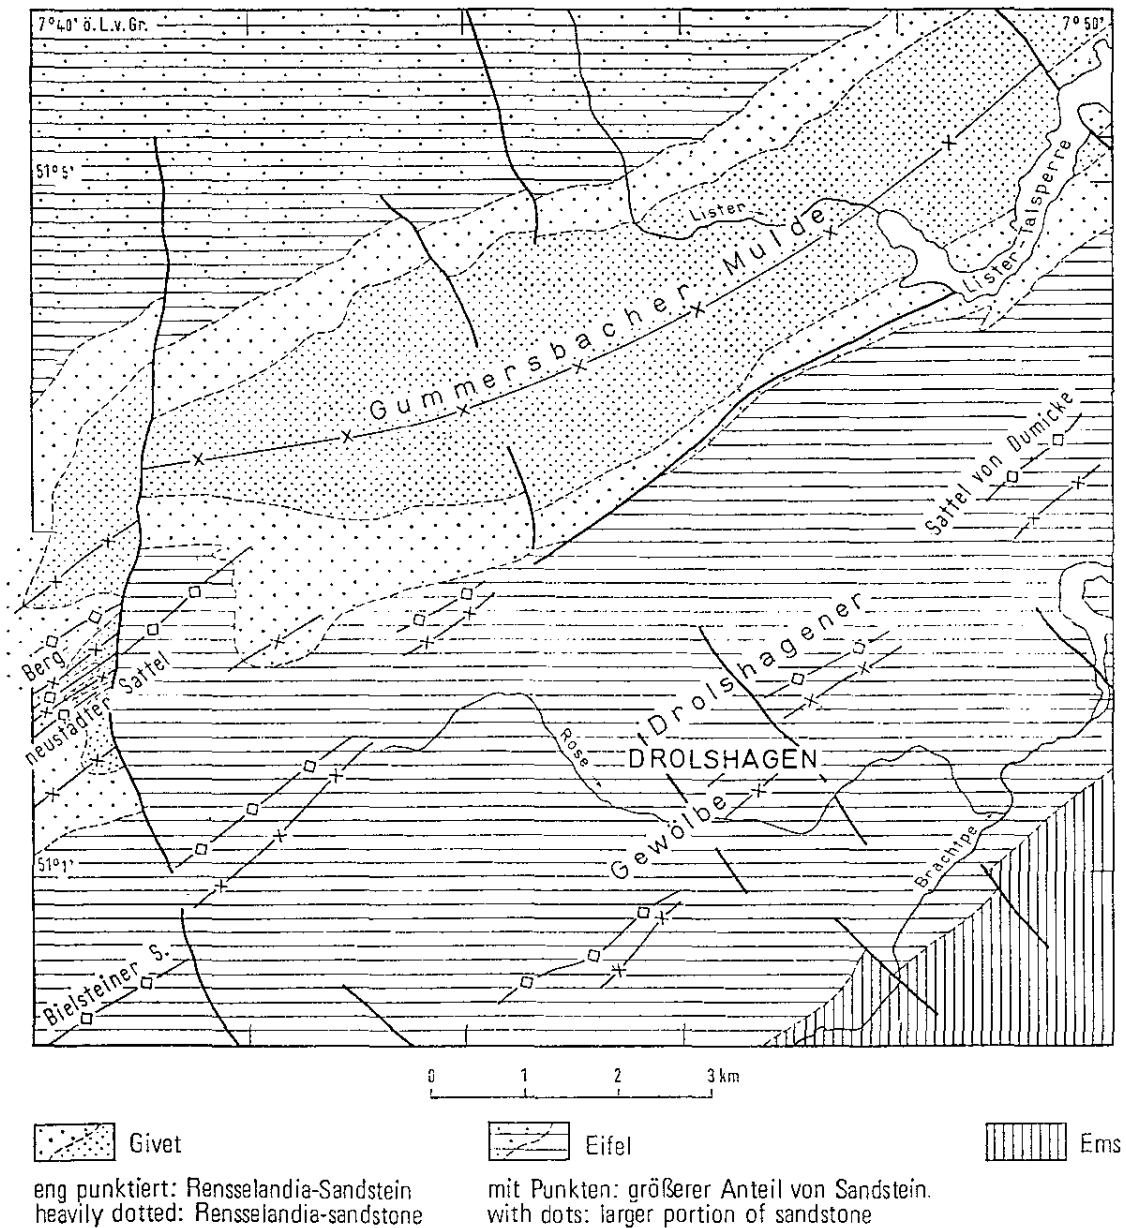 7°40' ö.L.v.Gr.
7°50'
51°5'
Lister
Lister-Talsperre
Gummersbacher Mulde
Sattel von Dumicke
Berg-
neustädter Sattel
Drolshagener
Rose
DROLSHAGEN
Gewölbe
51°1'
Brachtpe
Bielsteiner S.
0 1 2 3 km
Givet
Eifel
Ems
eng punktiert: Rensselandia-Sandstein
heavily dotted: Rensselandia-sandstone
mit Punkten: größerer Anteil von Sandstein.
with dots: larger portion of sandstone